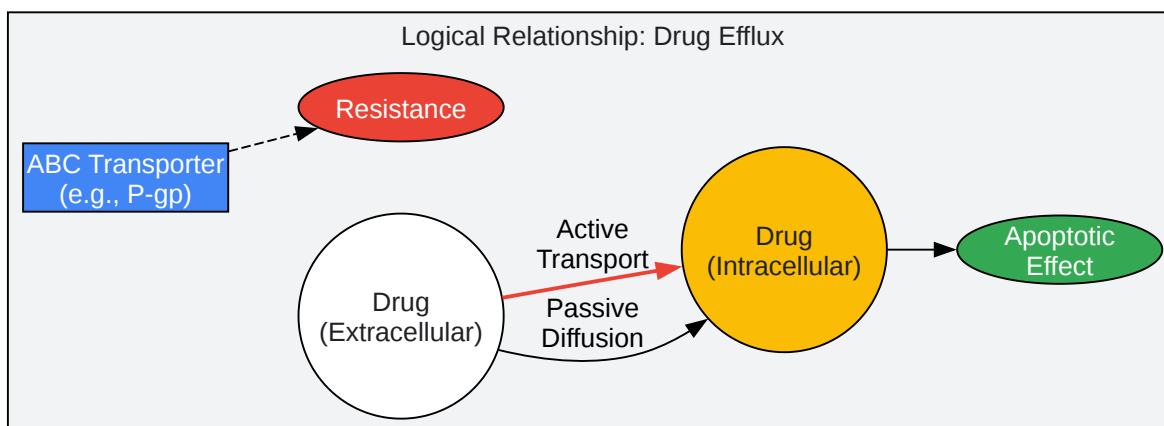 Logical Relationship: Drug Efflux
Resistance
ABC Transporter
(e.g., P-gp)
Drug
(Extracellular)
Active
Transport
Passive
Diffusion
Drug
(Intracellular)
Apoptotic
Effect